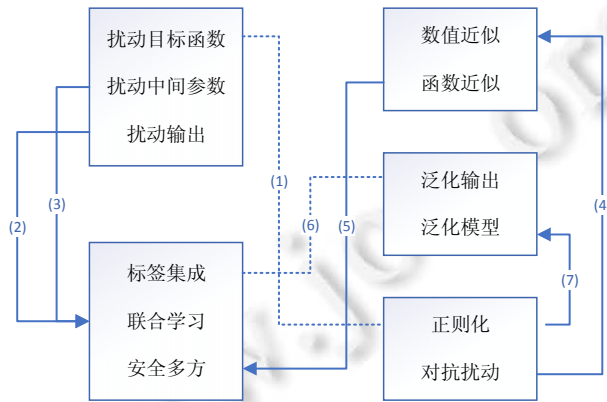 扰动目标函数
扰动中间参数
扰动输出
数值近似
函数近似
(1)
(2)
(3)
(4
(5)
(6)
(7)
泛化输出
泛化模型
标签集成
联合学习
安全多方
正则化
对抗扰动